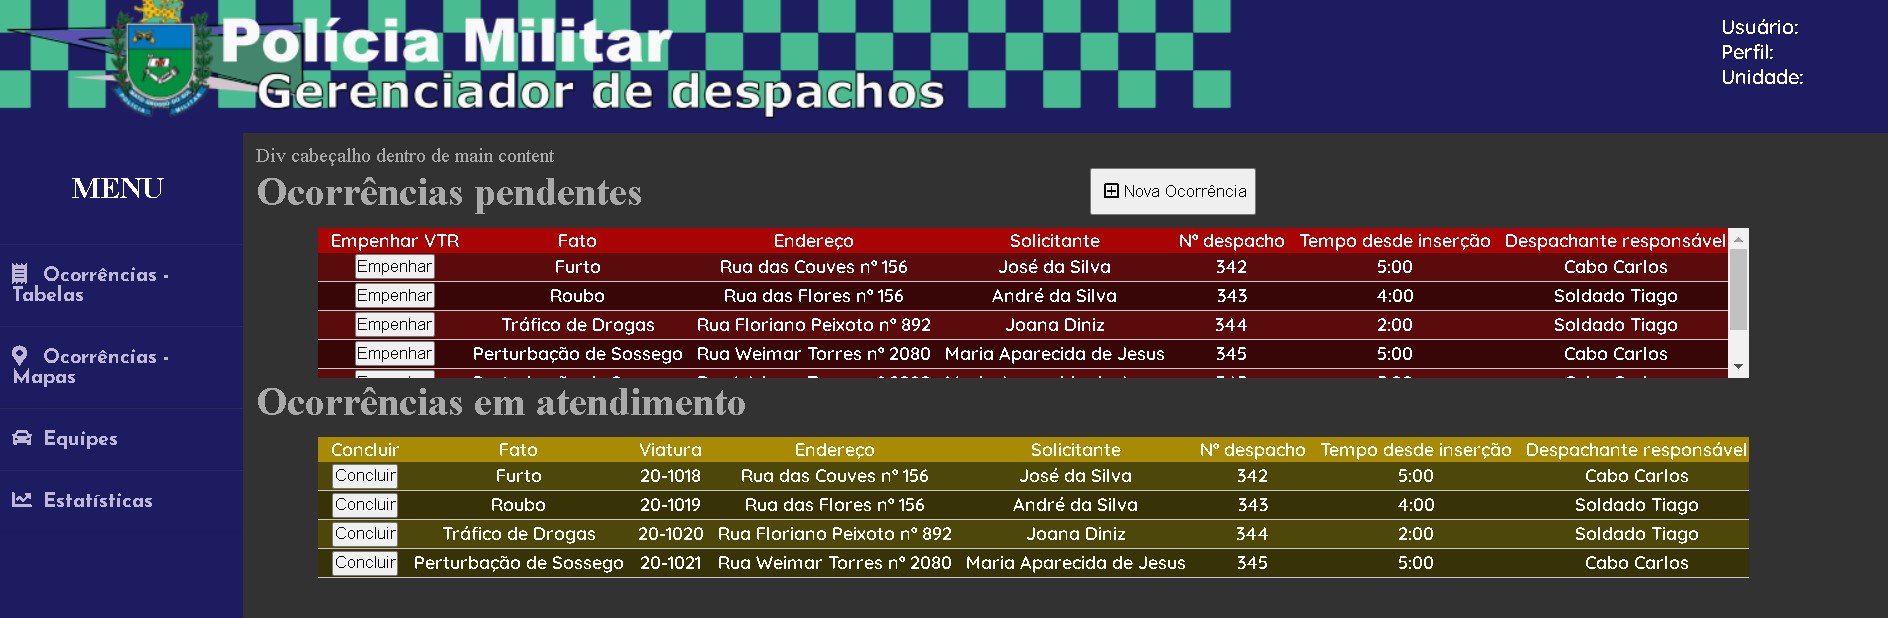 Polícia Militar
Gerenciador de despachos
Usuário:
Perfil:
Unidade:
MENU
Ocorrências -
Tabelas
Ocorrências -
Mapas
Equipes
Estatísticas
Div cabeçalho dentro de main content
Ocorrências pendentes
Nova Ocorrência
Empenhar VTR Fato Endereço Solicitante Nº despacho Tempo desde inserção Despachante responsável
Empenhar Furto Rua das Couves nº 156 José da Silva 342 5:00 Cabo Carlos
Empenhar Roubo Rua das Flores nº 156 André da Silva 343 4:00 Soldado Tiago
Empenhar Tráfico de Drogas Rua Floriano Peixoto nº 892 Joana Diniz 344 2:00 Soldado Tiago
Empenhar Perturbação de Sossego Rua Weimar Torres nº 2080 Maria Aparecida de Jesus 345 5:00 Cabo Carlos
Ocorrências em atendimento
Concluir Fato Viatura Endereço Solicitante Nº despacho Tempo desde inserção Despachante responsável
Concluir Furto 20-1018 Rua das Couves nº 156 José da Silva 342 5:00 Cabo Carlos
Concluir Roubo 20-1019 Rua das Flores nº 156 André da Silva 343 4:00 Soldado Tiago
Concluir Tráfico de Drogas 20-1020 Rua Floriano Peixoto nº 892 Joana Diniz 344 2:00 Soldado Tiago
Concluir Perturbação de Sossego 20-1021 Rua Weimar Torres nº 2080 Maria Aparecida de Jesus 345 5:00 Cabo Carlos